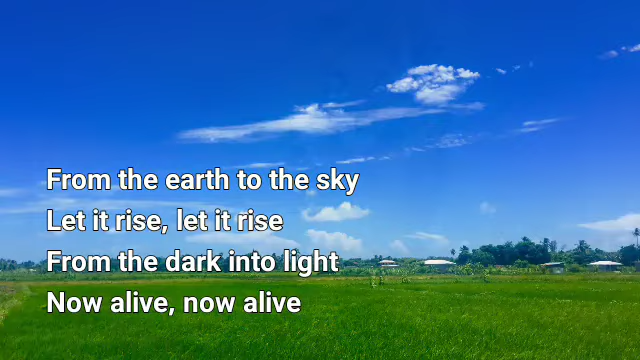 From the earth to the sky
Let it rise, let it rise
From the dark into light
Now alive, now alive